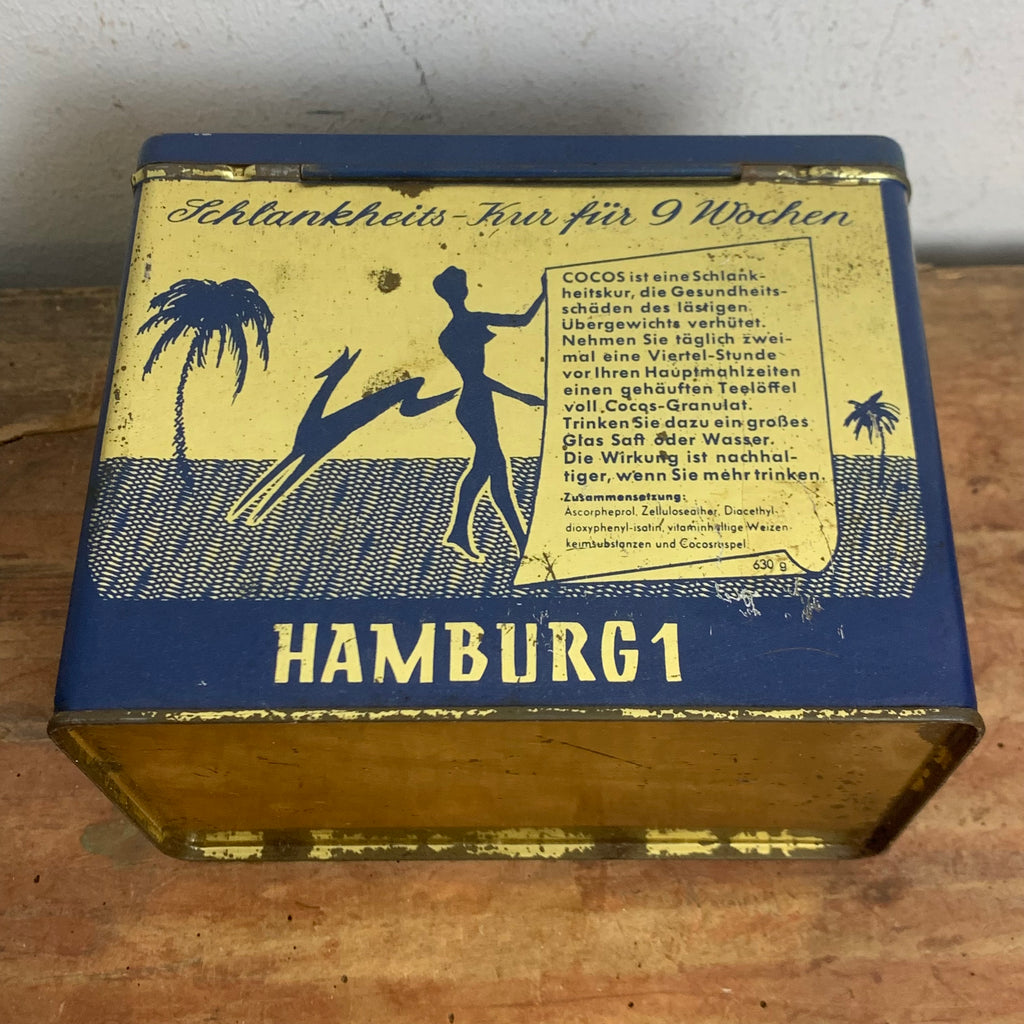 Schlankheits-Kur für 9 Wochen
COCOS ist eine Schlank-
heitskur, die Gesundheits-
schäden des lästigen
Übergewichts verhütet.
Nehmen Sie täglich zwei-
mal eine Viertel-Stunde
vor Ihren Hauptmahlzeiten
einen gehäuften Teelöffel
voll Cocos-Granulat.
Trinken Sie dazu ein großes
Glas Saft oder Wasser.
Die Wirkung ist nachhal-
tiger, wenn Sie mehr trinken.
Zusammensetzung:
Ascorpheprol, Zelluloseäther, Diacethyl-
dioxyphenyl-isatin, vitaminhaltige Weizen-
keimsubstanzen und Cocosraspel.
630 g
HAMBURG 1